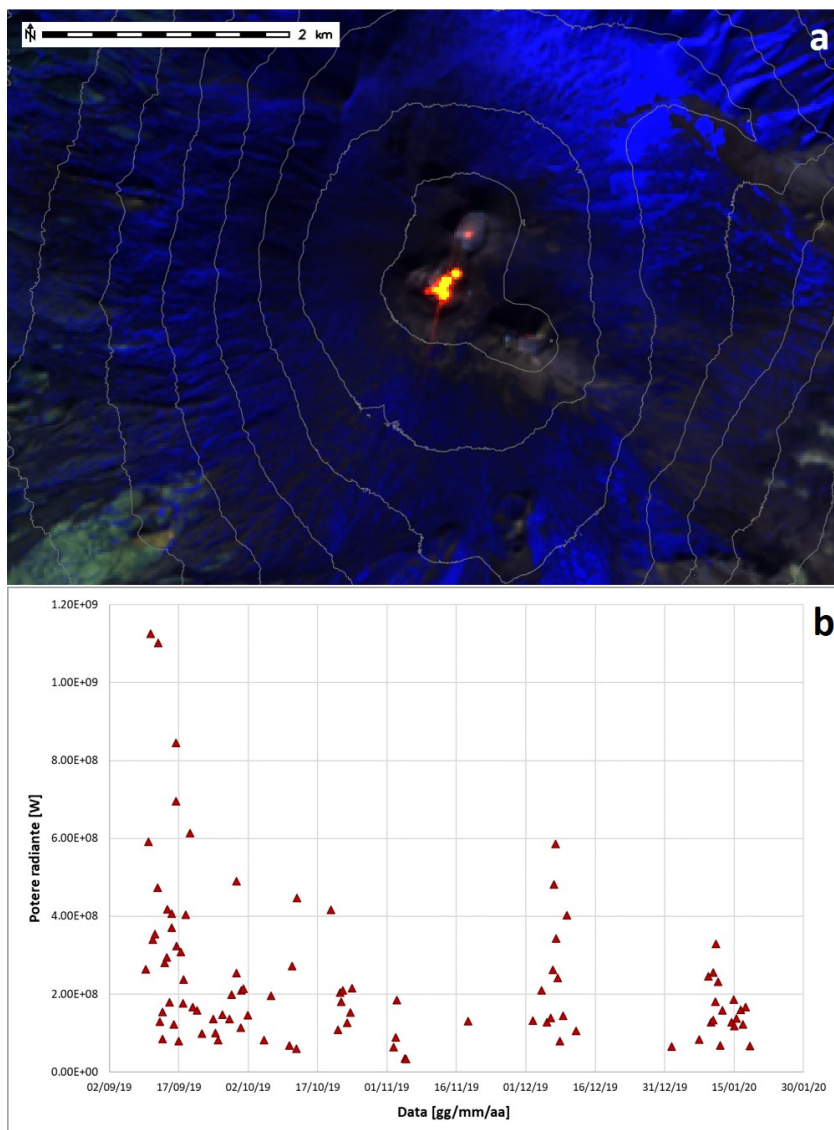 N
2 km
a
b
1.20E+09
1.00E+09
8.00E+08
6.00E+08
4.00E+08
2.00E+08
0.00E+00
Potere radiante [W]
02/09/19 17/09/19 02/10/19 17/10/19 01/11/19 16/11/19 01/12/19 16/12/19 31/12/19 15/01/20 30/01/20
Data [gg/mm/aa]